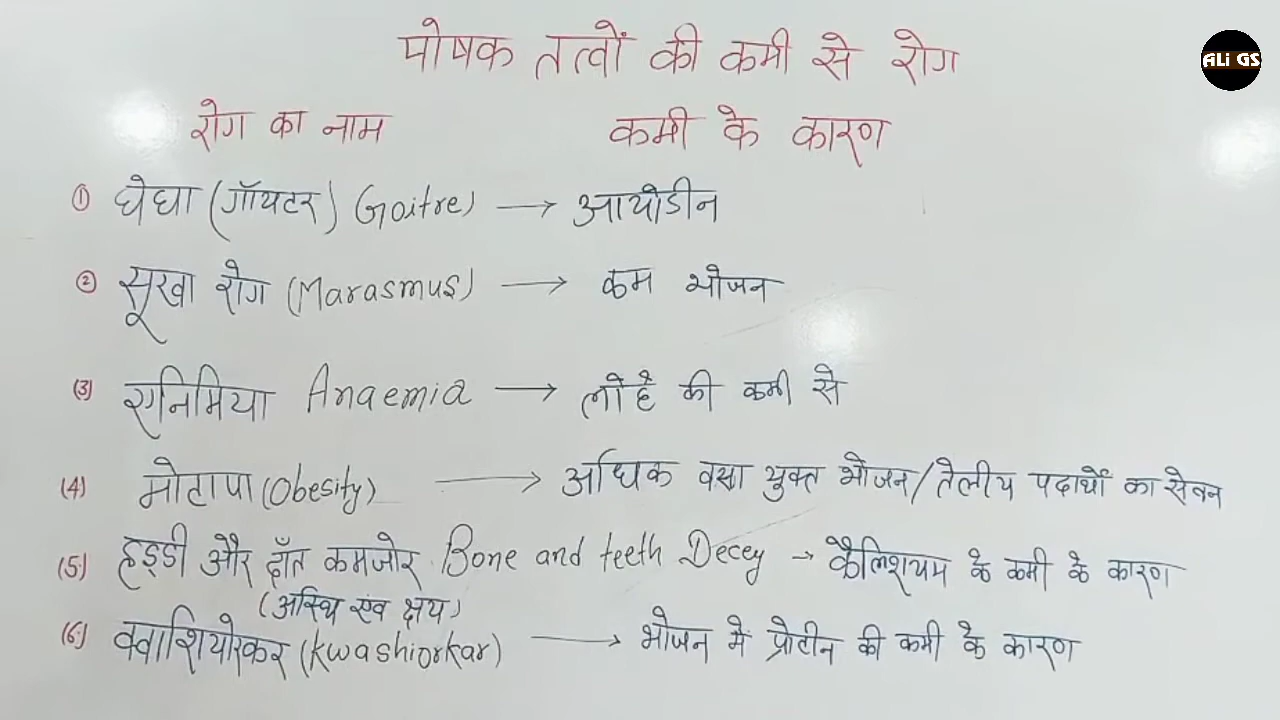 पोषक तत्वों की कमी से रोग
ALi GS
रोग का नाम कमी के कारण
① घेघा (गॉयटर) Goitre) → आयोडीन
② सूखा रोग (Marasmus) → कम भोजन
(3) एनिमिया Anaemia → लोहे की कमी से
(4) मोटापा (Obesity) → अधिक वसा युक्त भोजन/तेलीय पदार्थों का सेवन
(5) हड्डी और दाँत कमजोर Bone and teeth Decey → कैलिशयम के कमी के कारण
(अस्थि एंव क्षय)
(6) क्वाशियोरकर (kwashiorkar) → भोजन में प्रोटीन की कमी के कारण